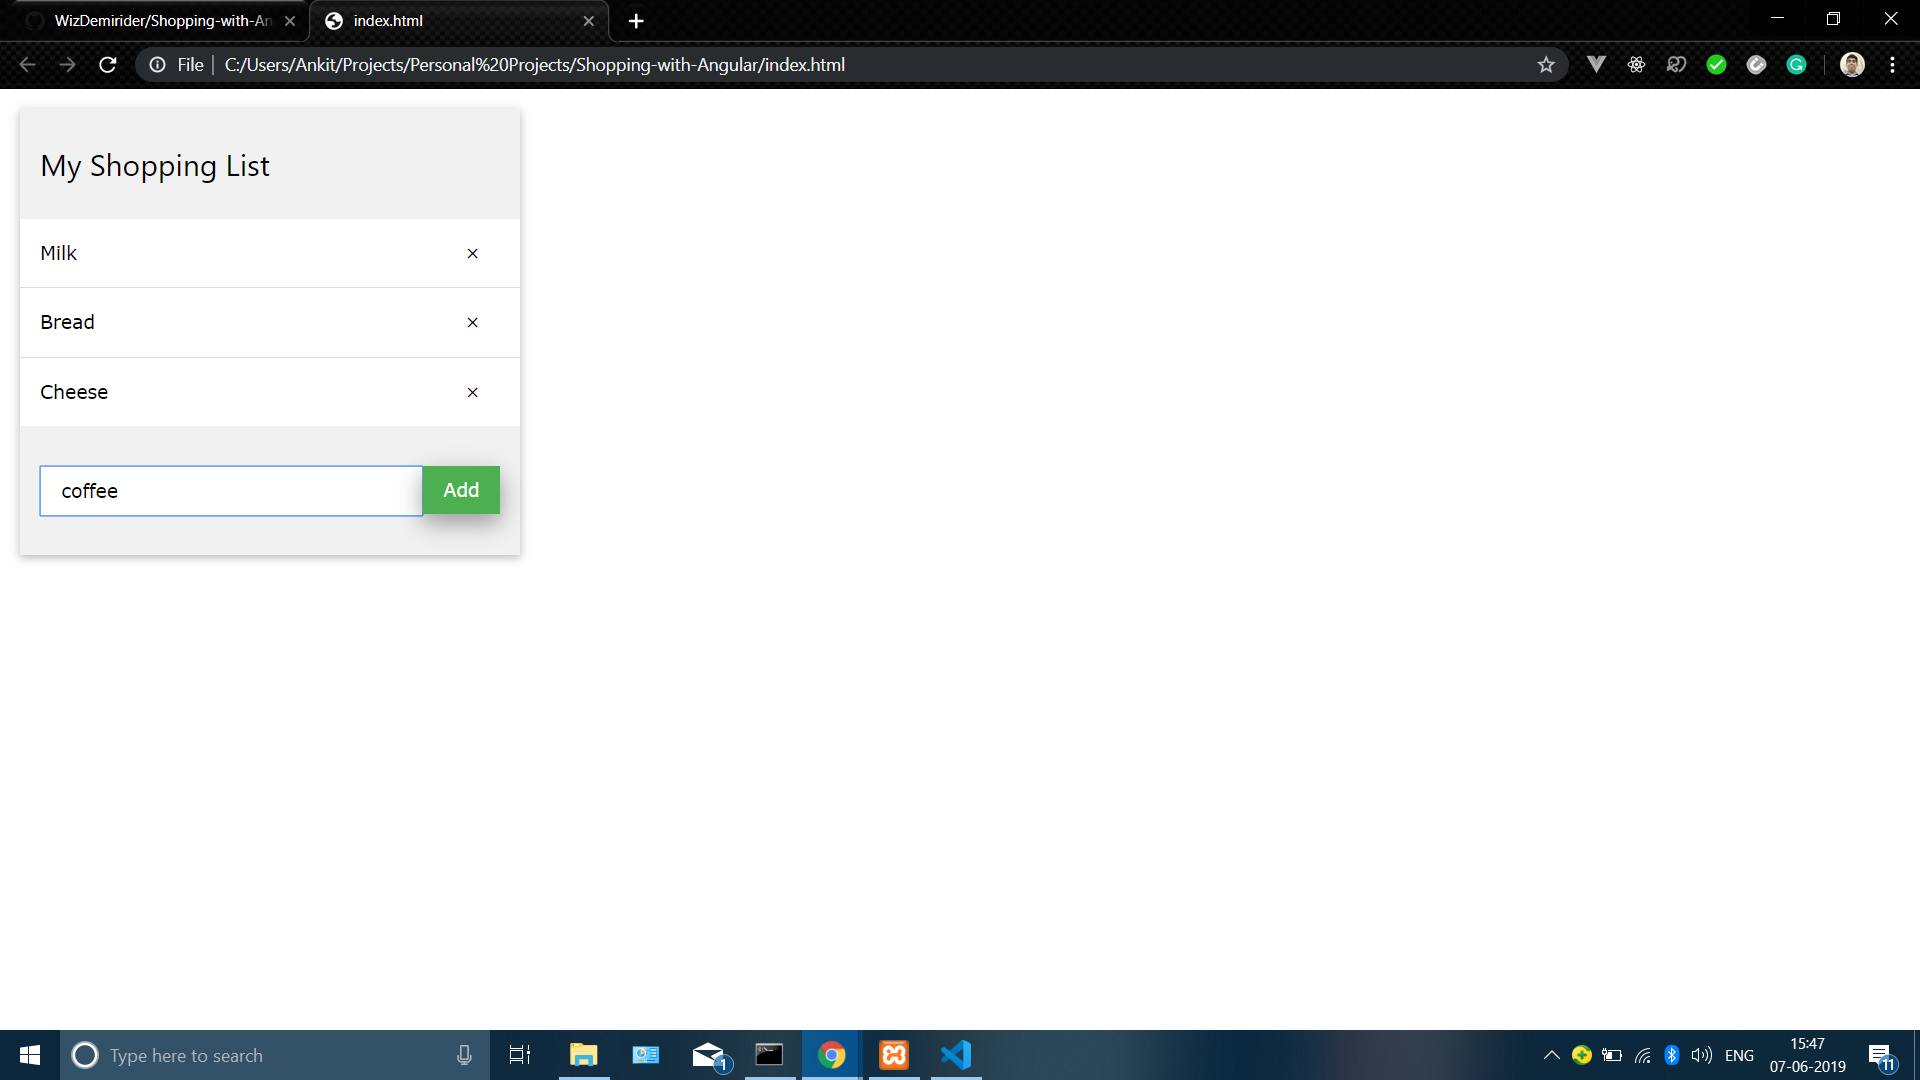 WizDemirider/Shopping-with-An
index.html
File
C:/Users/Ankit/Projects/Personal%20Projects/Shopping-with-Angular/index.html
My Shopping List
Milk ×
Bread ×
Cheese ×
coffee
Add
Type here to search
1
ENG
15:47
07-06-2019
11